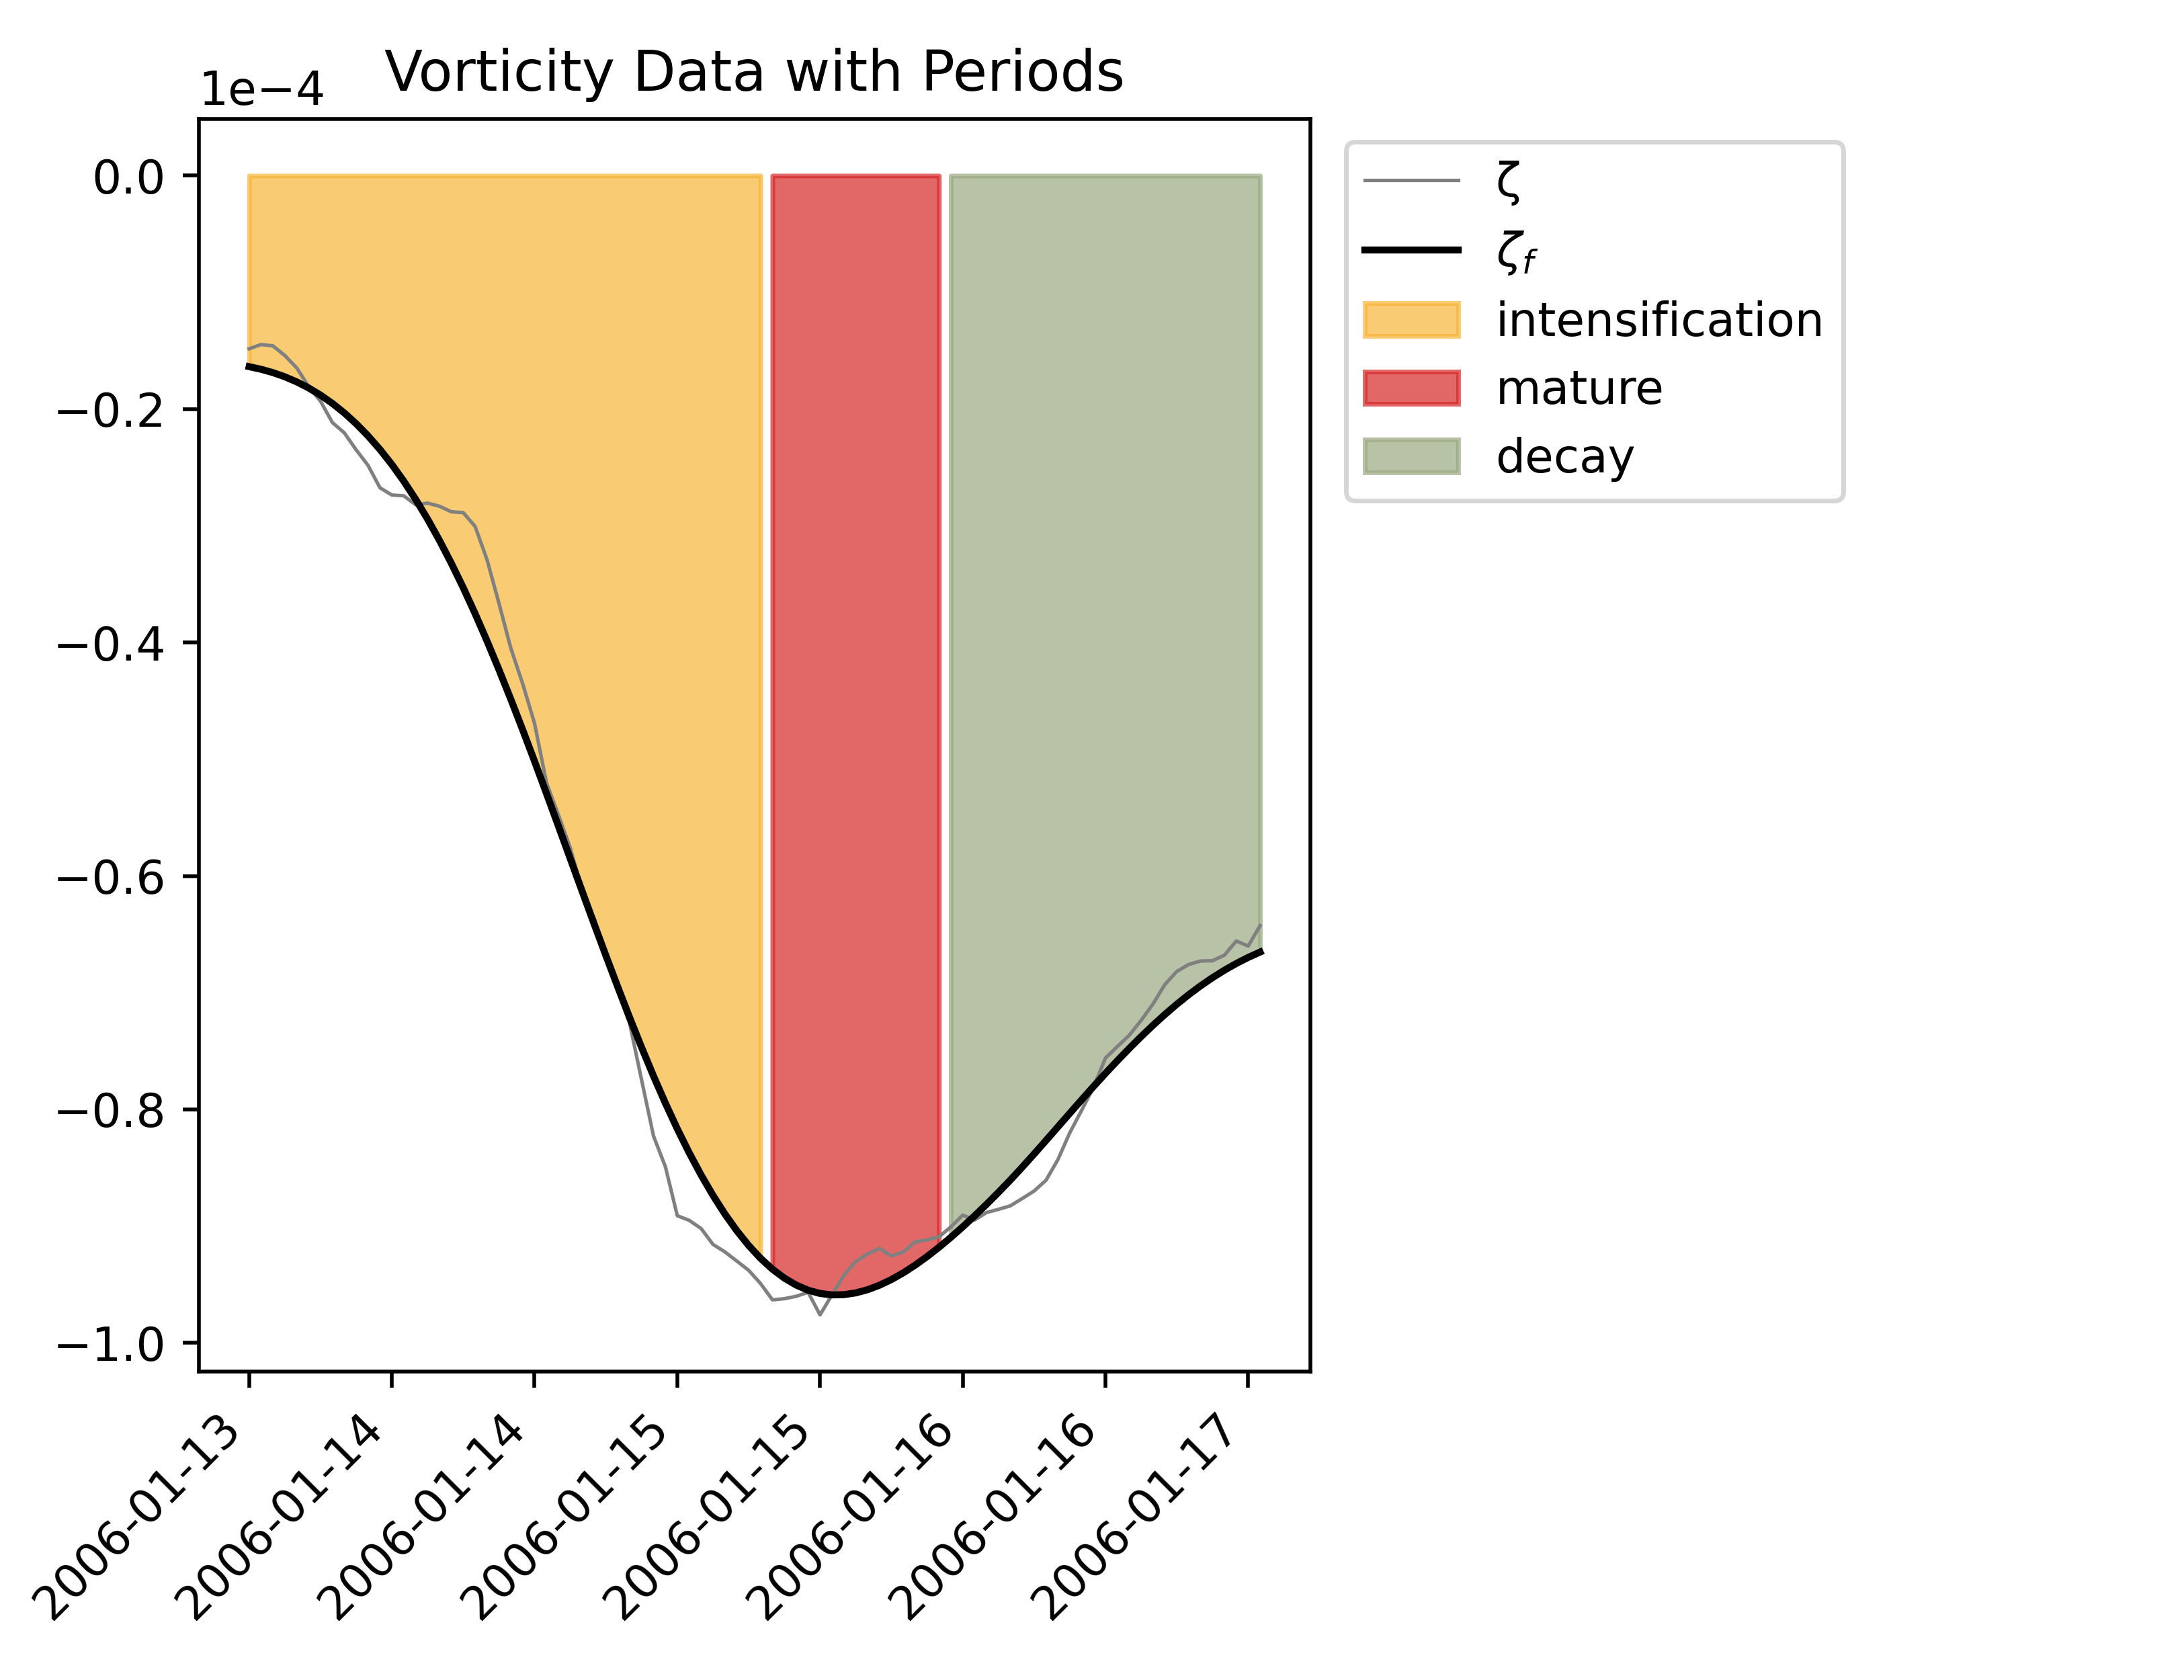 Vorticity Data with Periods
1e−4
0.0
−0.2
−0.4
−0.6
−0.8
−1.0
2006-01-13
2006-01-14
2006-01-14
2006-01-15
2006-01-15
2006-01-16
2006-01-16
2006-01-17
ζ
ζf
intensification
mature
decay